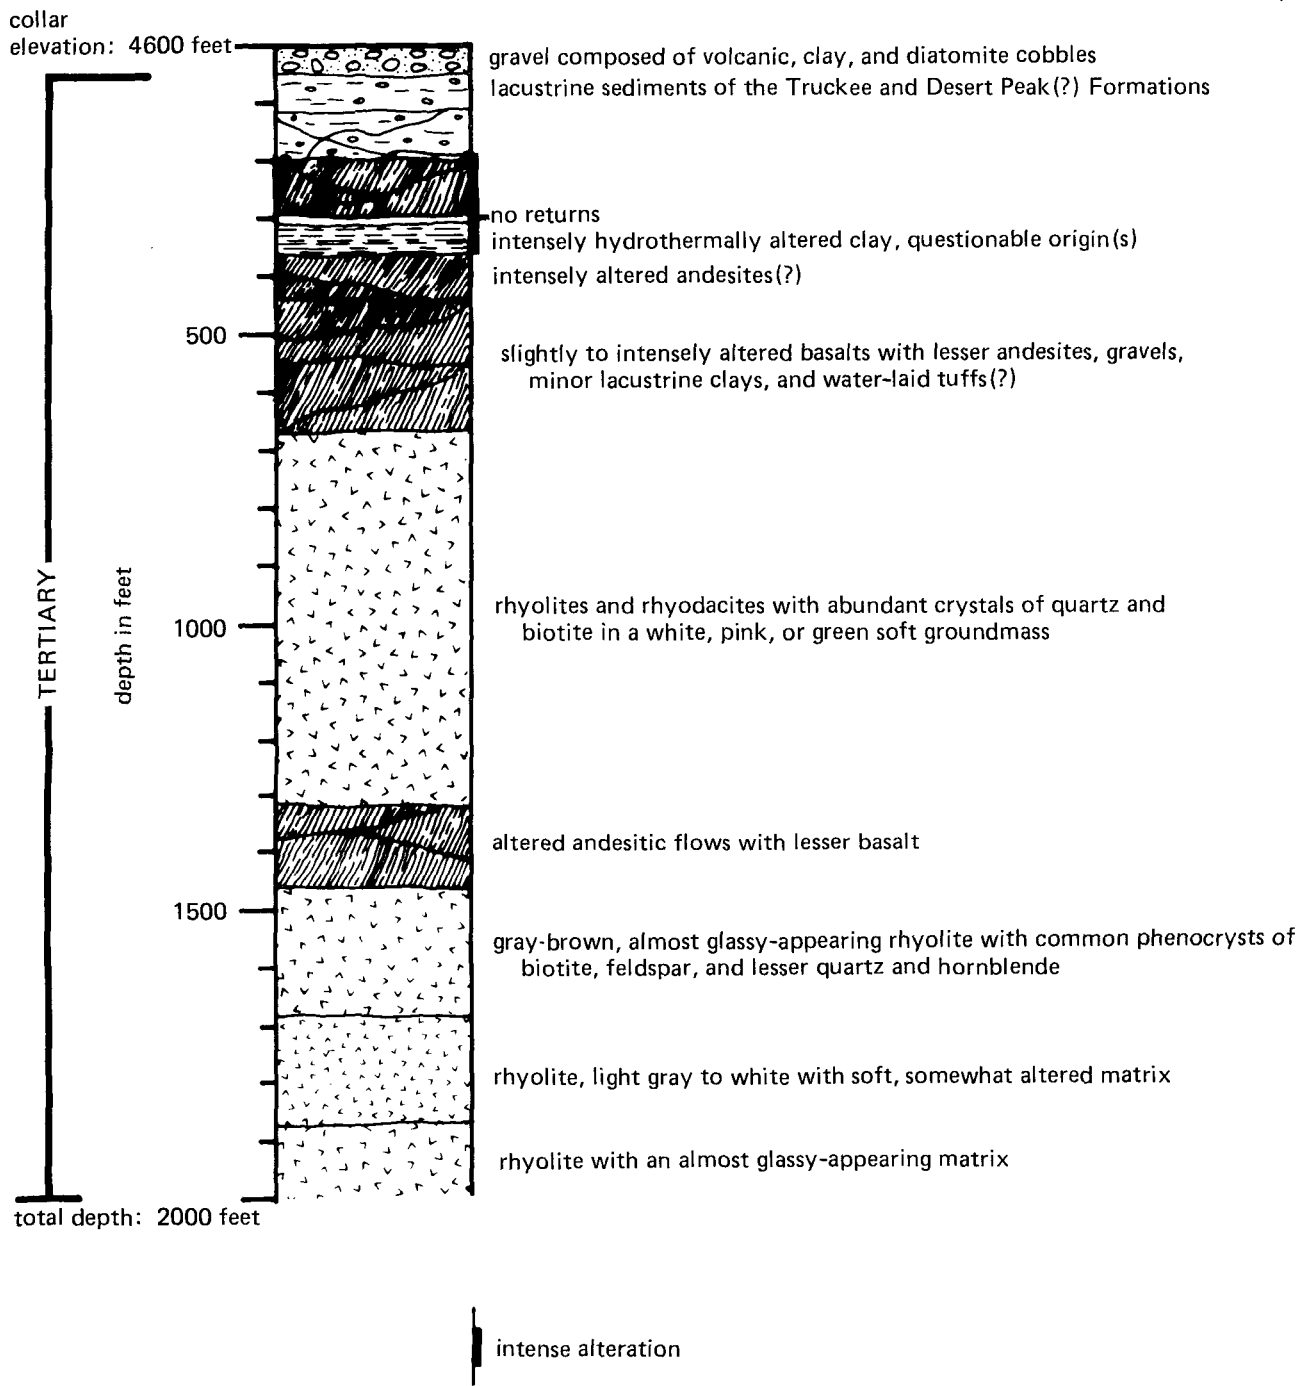 collar
elevation: 4600 feet
gravel composed of volcanic, clay, and diatomite cobbles
lacustrine sediments of the Truckee and Desert Peak(?) Formations
no returns
intensely hydrothermally altered clay, questionable origin(s)
intensely altered andesites(?)
500
slightly to intensely altered basalts with lesser andesites, gravels,
minor lacustrine clays, and water-laid tuffs(?)
TERTIARY
depth in feet
rhyolites and rhyodacites with abundant crystals of quartz and
1000
biotite in a white, pink, or green soft groundmass
altered andesitic flows with lesser basalt
1500
gray-brown, almost glassy-appearing rhyolite with common phenocrysts of
biotite, feldspar, and lesser quartz and hornblende
rhyolite, light gray to white with soft, somewhat altered matrix
rhyolite with an almost glassy-appearing matrix
total depth: 2000 feet
intense alteration